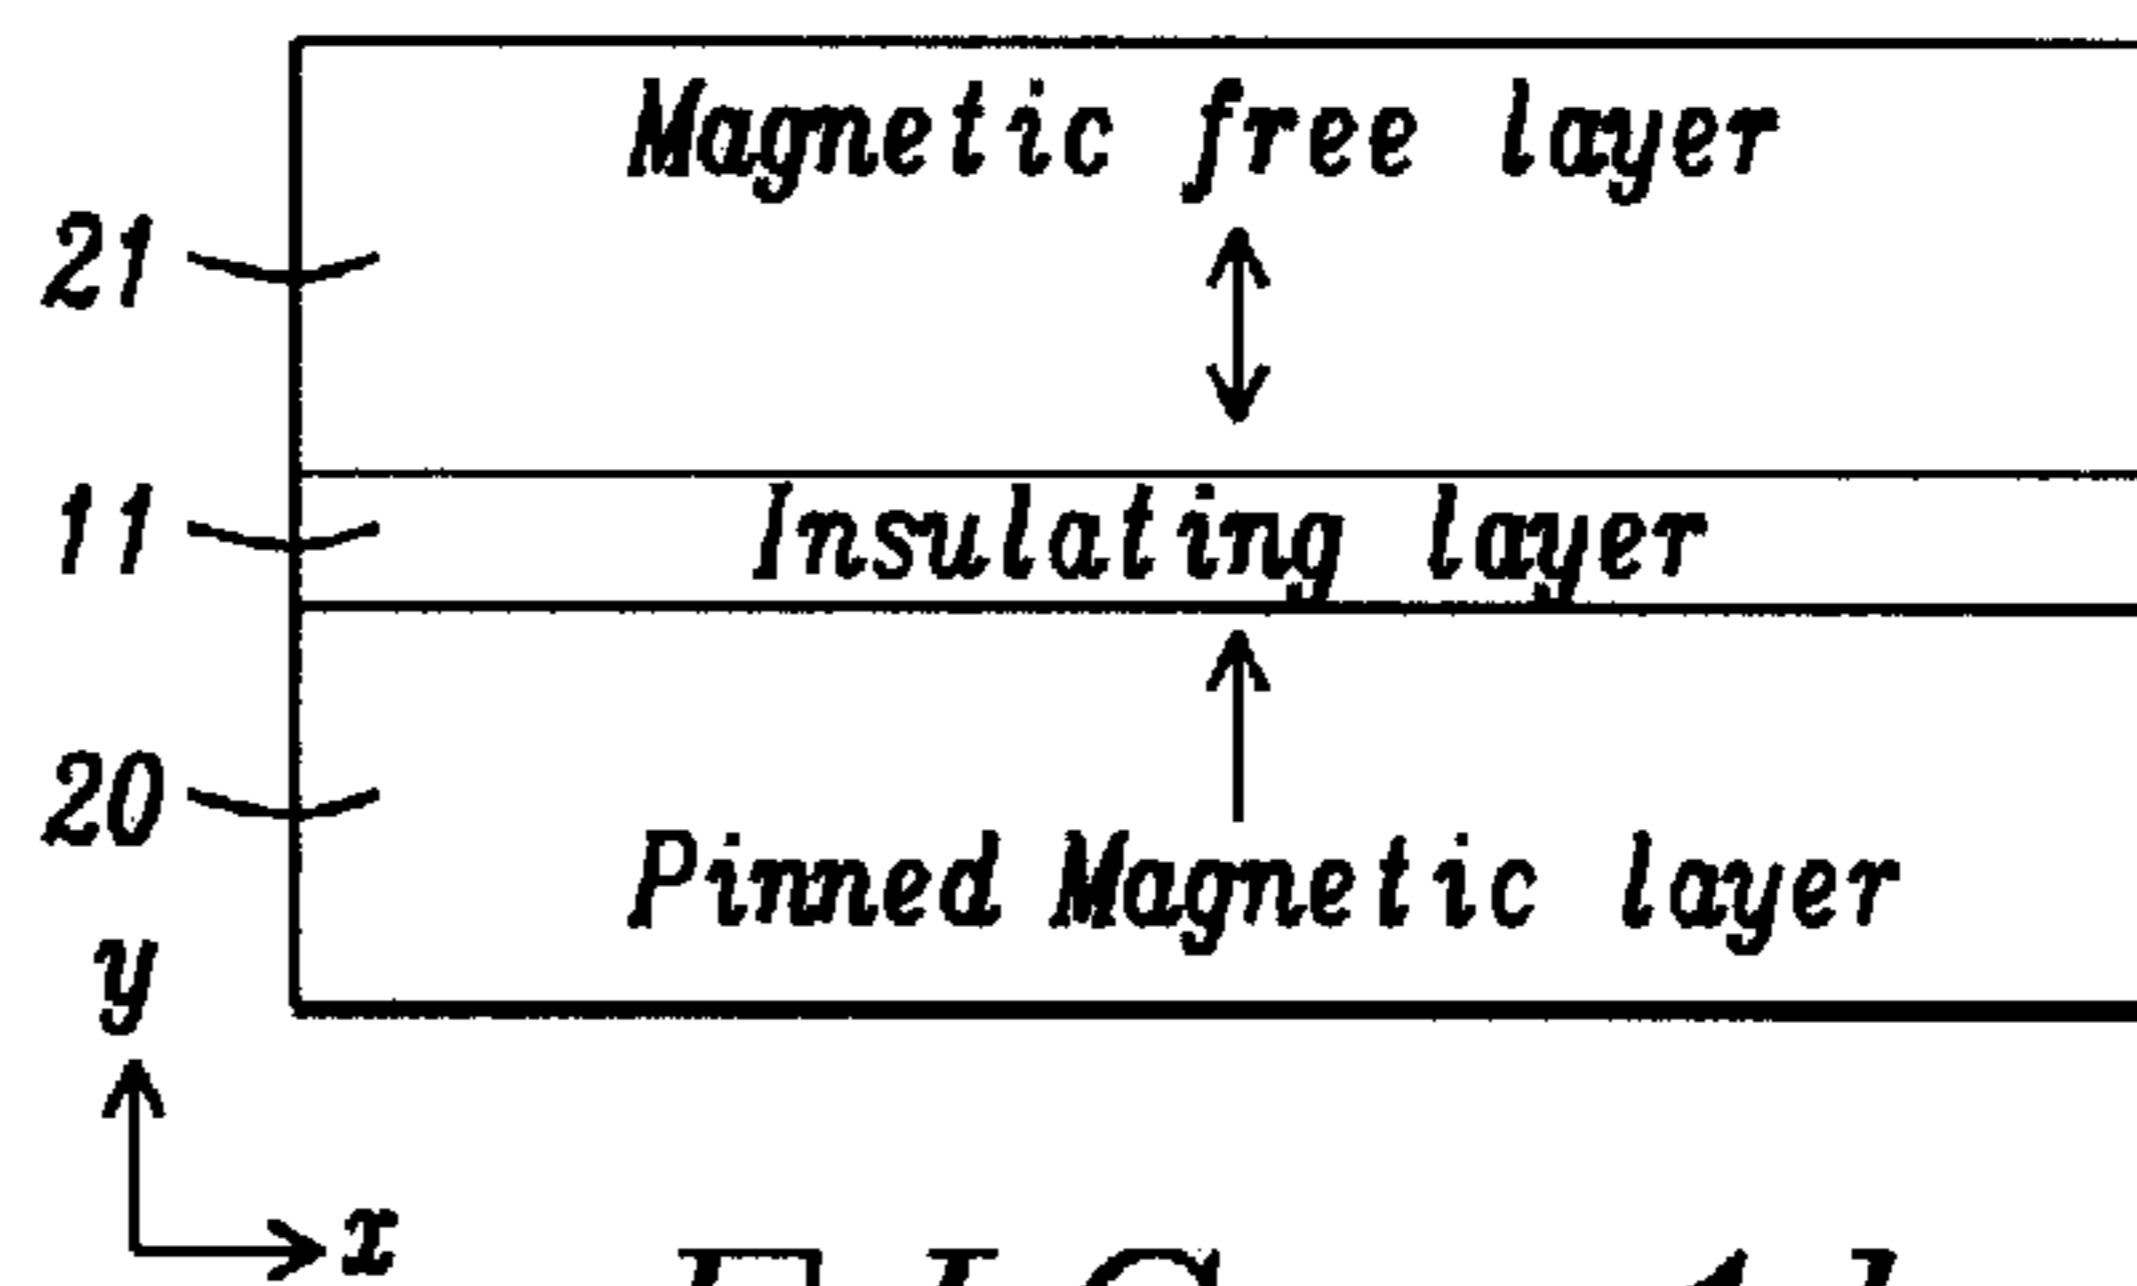 Magnetic free layer
21
11 Insulating layer
20
Pinned Magnetic layer
y
x